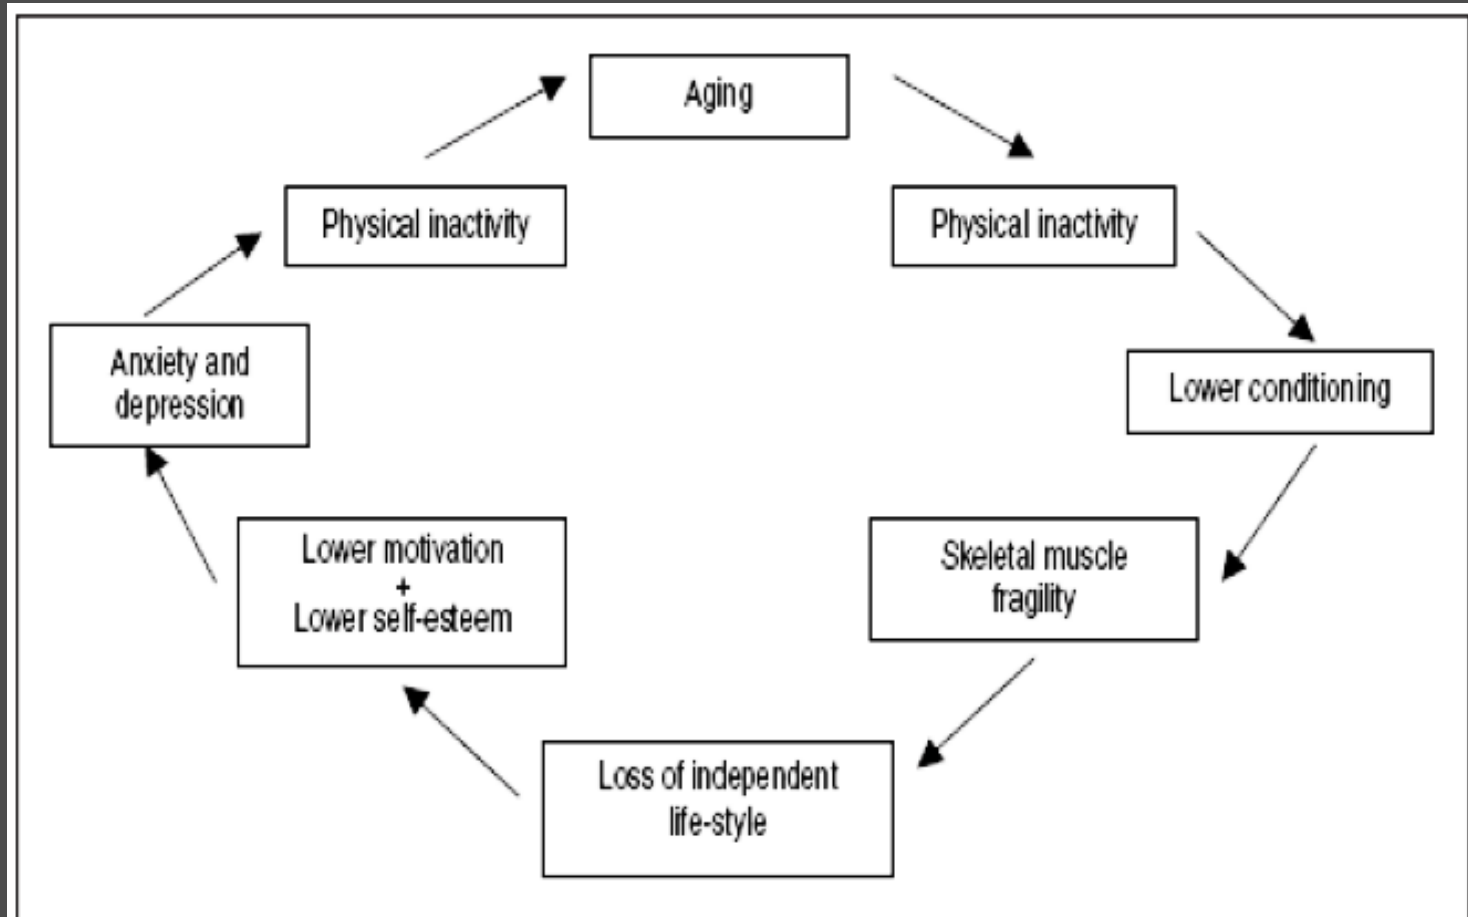 Aging
Physical inactivity
Physical inactivity
Anxiety and
depression
Lower conditioning
Lower motivation
+
Lower self-esteem
Skeletal muscle
fragility
Loss of independent
life-style